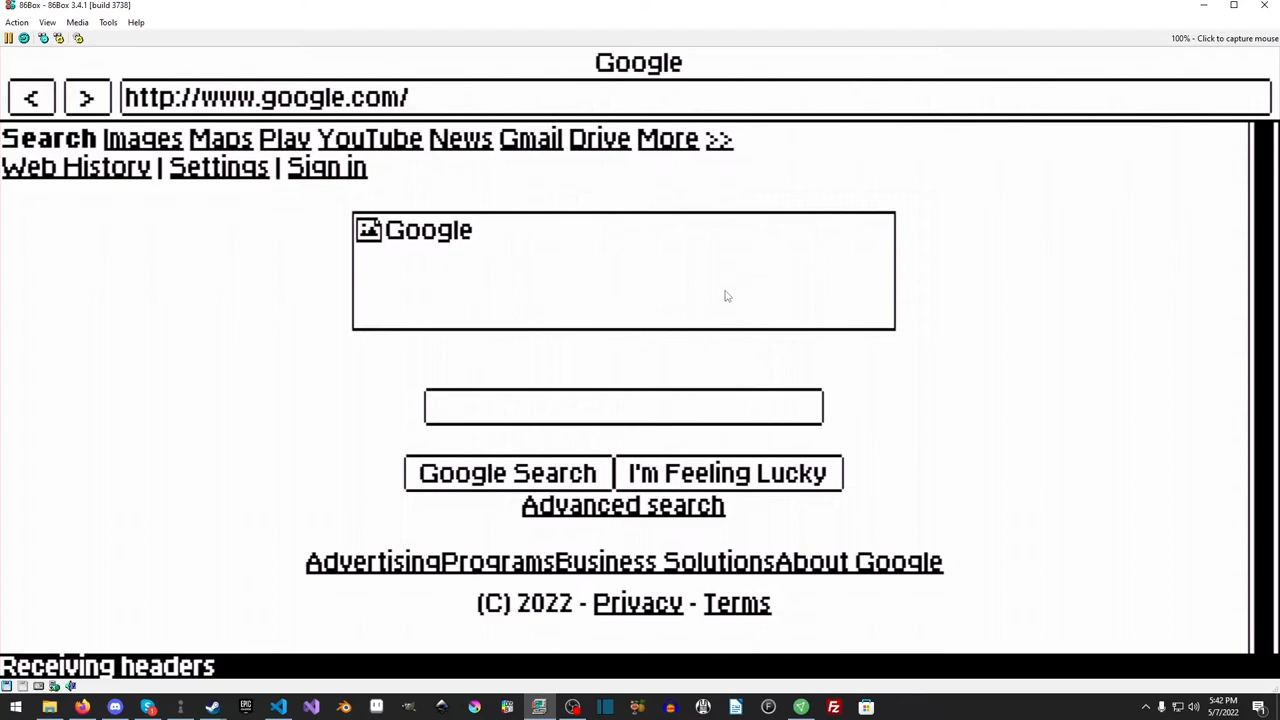 86Box - 86Box 3.4.1 [build 3738]
Action View Media Tools Help
100% - Click to capture mouse
Google
< > http://www.google.com/
Search Images Maps Play YouTube News Gmail Drive More >>
Web History | Settings | Sign in
Google
Google Search I'm Feeling Lucky
Advanced search
AdvertisingProgramsBusiness SolutionsAbout Google
(C) 2022 - Privacy - Terms
Receiving headers
5:42 PM
5/7/2022